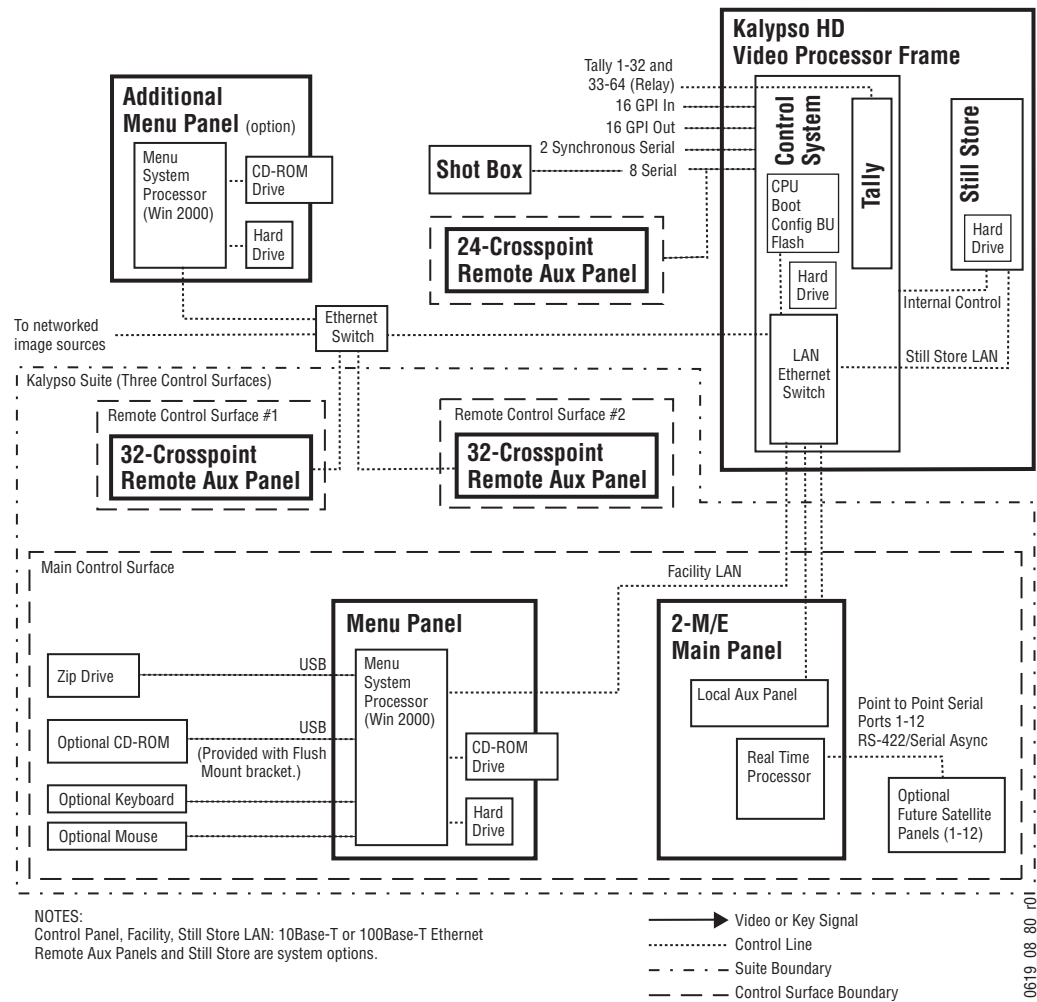 Kalypso HD
Video Processor Frame
Tally 1-32 and
33-64 (Relay)
16 GPI In
16 GPI Out
2 Synchronous Serial
8 Serial
Control
System
Tally
Still Store
CPU
Boot
Config BU
Flash
Hard
Drive
Hard
Drive
Internal Control
LAN
Ethernet
Switch
Still Store LAN
Additional
Menu Panel (option)
Menu
System
Processor
(Win 2000)
CD-ROM
Drive
Hard
Drive
Shot Box
24-Crosspoint
Remote Aux Panel
To networked
image sources
Ethernet
Switch
Kalypso Suite (Three Control Surfaces)
Remote Control Surface #1
32-Crosspoint
Remote Aux Panel
Remote Control Surface #2
32-Crosspoint
Remote Aux Panel
Main Control Surface
Facility LAN
Menu Panel
Menu
System
Processor
(Win 2000)
CD-ROM
Drive
Hard
Drive
Zip Drive
USB
Optional CD-ROM
USB
(Provided with Flush
Mount bracket.)
Optional Keyboard
Optional Mouse
2-M/E
Main Panel
Local Aux Panel
Real Time
Processor
Point to Point Serial
Ports 1-12
RS-422/Serial Async
Optional
Future Satellite
Panels (1-12)
NOTES:
Control Panel, Facility, Still Store LAN: 10Base-T or 100Base-T Ethernet
Remote Aux Panels and Still Store are system options.
Video or Key Signal
Control Line
Suite Boundary
Control Surface Boundary
0619_08_80_r0